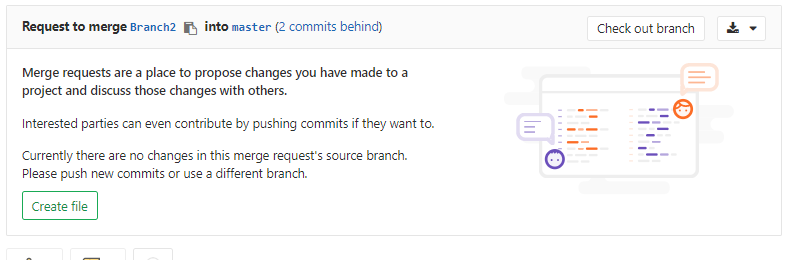 Request to merge Branch2 into master (2 commits behind)
Check out branch
Merge requests are a place to propose changes you have made to a
project and discuss those changes with others.
Interested parties can even contribute by pushing commits if they want to.
Currently there are no changes in this merge request's source branch.
Please push new commits or use a different branch.
Create file